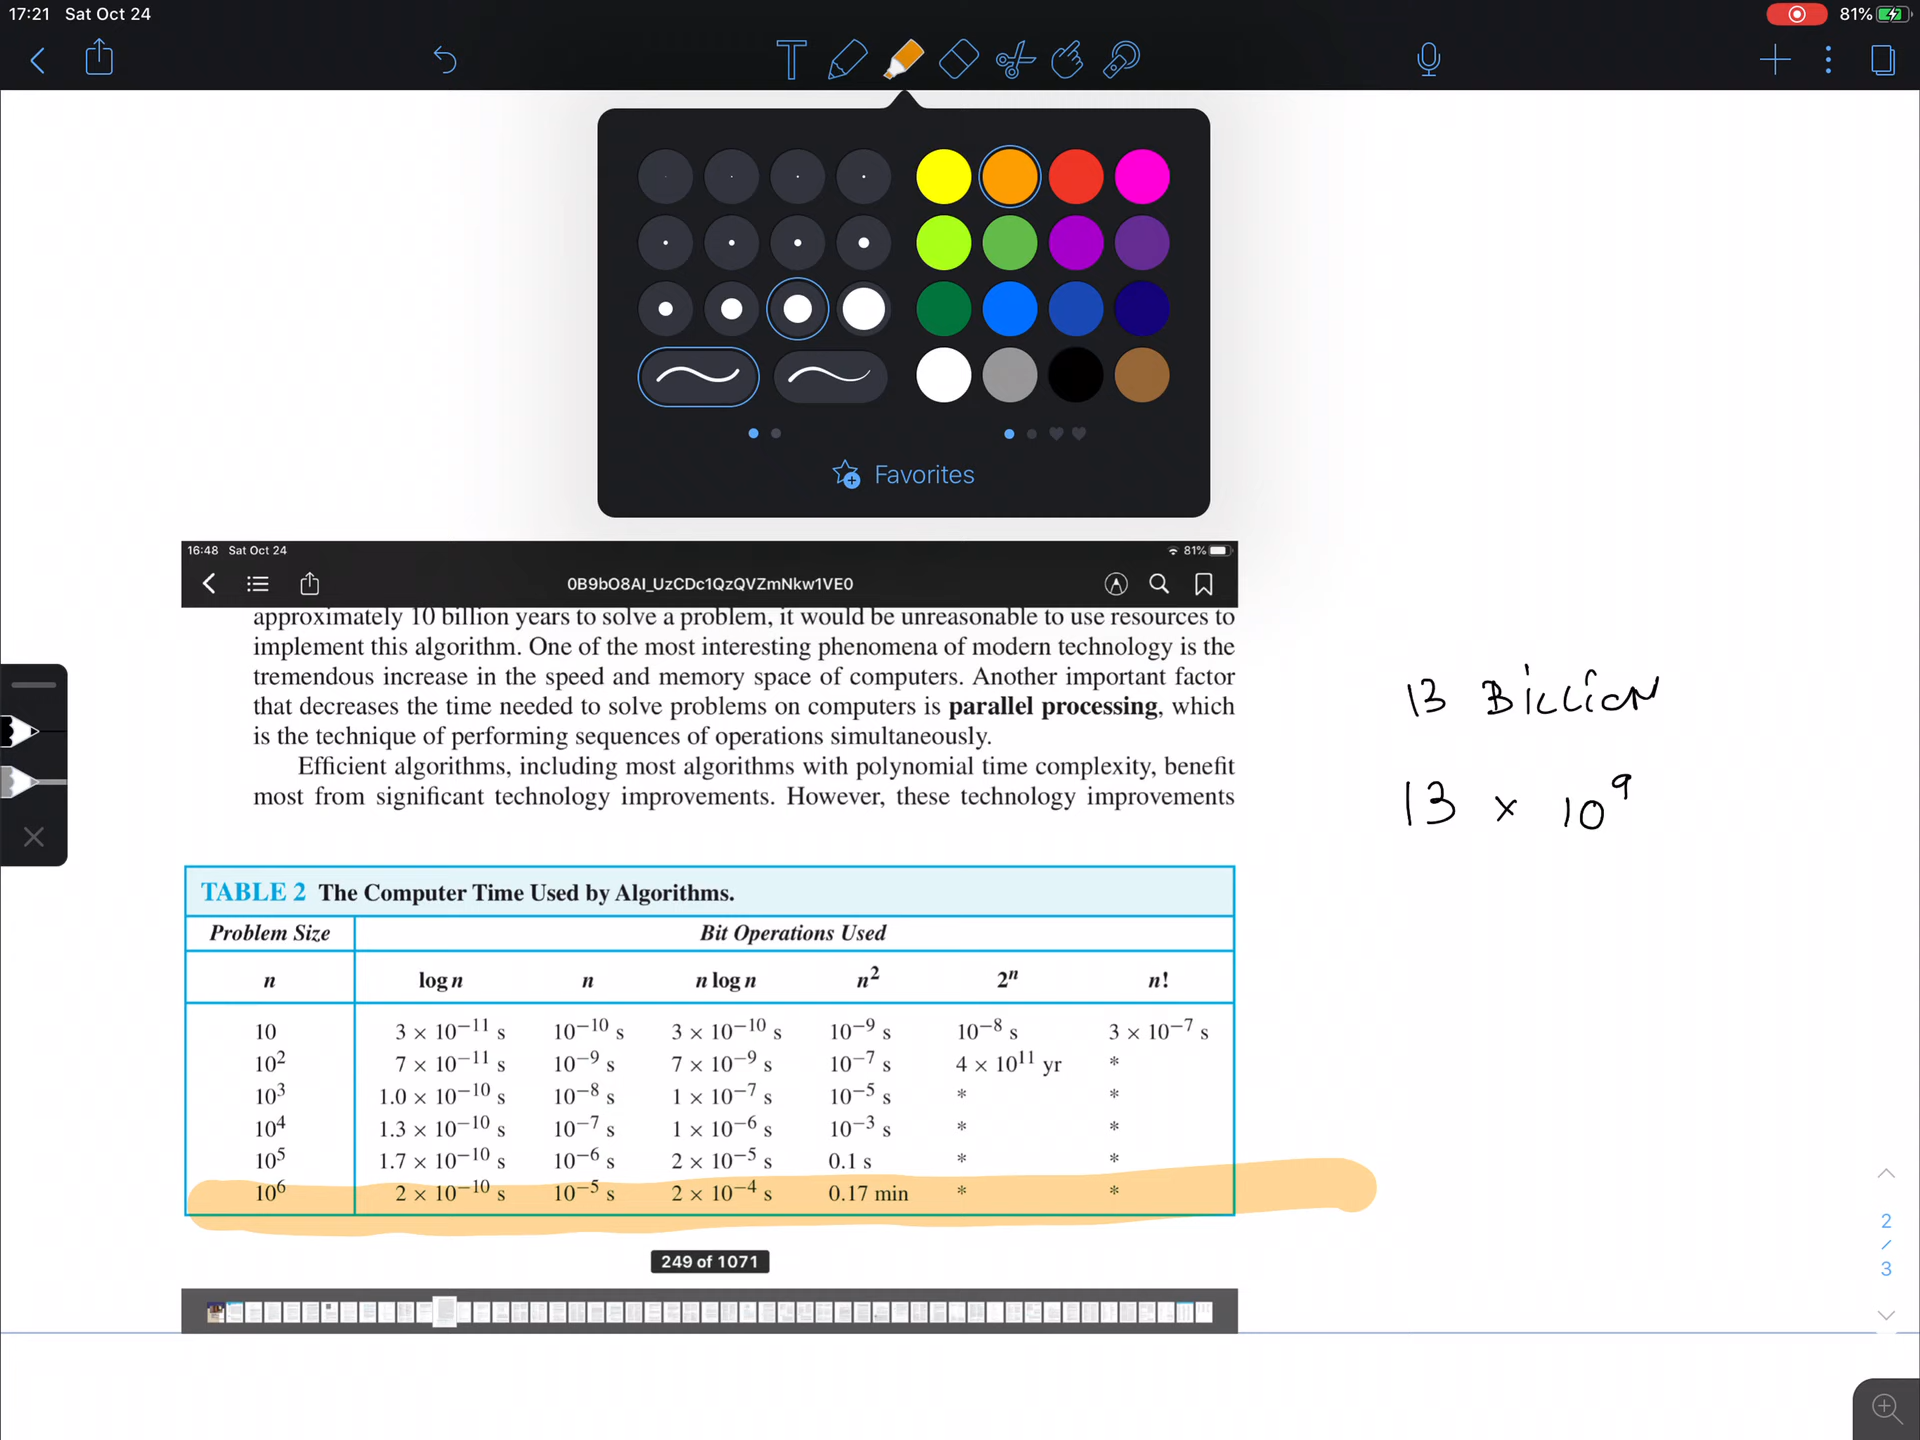 17:21 Sat Oct 24 81%
T
Favorites
16:48 Sat Oct 24 81%
0B9bO8AI_UzCDc1QzQVZmNkw1VE0
approximately 10 billion years to solve a problem, it would be unreasonable to use resources to
implement this algorithm. One of the most interesting phenomena of modern technology is the
tremendous increase in the speed and memory space of computers. Another important factor
that decreases the time needed to solve problems on computers is parallel processing, which
is the technique of performing sequences of operations simultaneously.
Efficient algorithms, including most algorithms with polynomial time complexity, benefit
most from significant technology improvements. However, these technology improvements
13 Billion
13 × 10⁹
TABLE 2 The Computer Time Used by Algorithms.
Problem Size Bit Operations Used
n log n n n log n n² 2ⁿ n!
10 3 × 10⁻¹¹ s 10⁻¹⁰ s 3 × 10⁻¹⁰ s 10⁻⁹ s 10⁻⁸ s 3 × 10⁻⁷ s
10² 7 × 10⁻¹¹ s 10⁻⁹ s 7 × 10⁻⁹ s 10⁻⁷ s 4 × 10¹¹ yr *
10³ 1.0 × 10⁻¹⁰ s 10⁻⁸ s 1 × 10⁻⁷ s 10⁻⁵ s * *
10⁴ 1.3 × 10⁻¹⁰ s 10⁻⁷ s 1 × 10⁻⁶ s 10⁻³ s * *
10⁵ 1.7 × 10⁻¹⁰ s 10⁻⁶ s 2 × 10⁻⁵ s 0.1 s * *
10⁶ 2 × 10⁻¹⁰ s 10⁻⁵ s 2 × 10⁻⁴ s 0.17 min * *
249 of 1071
2
/
3